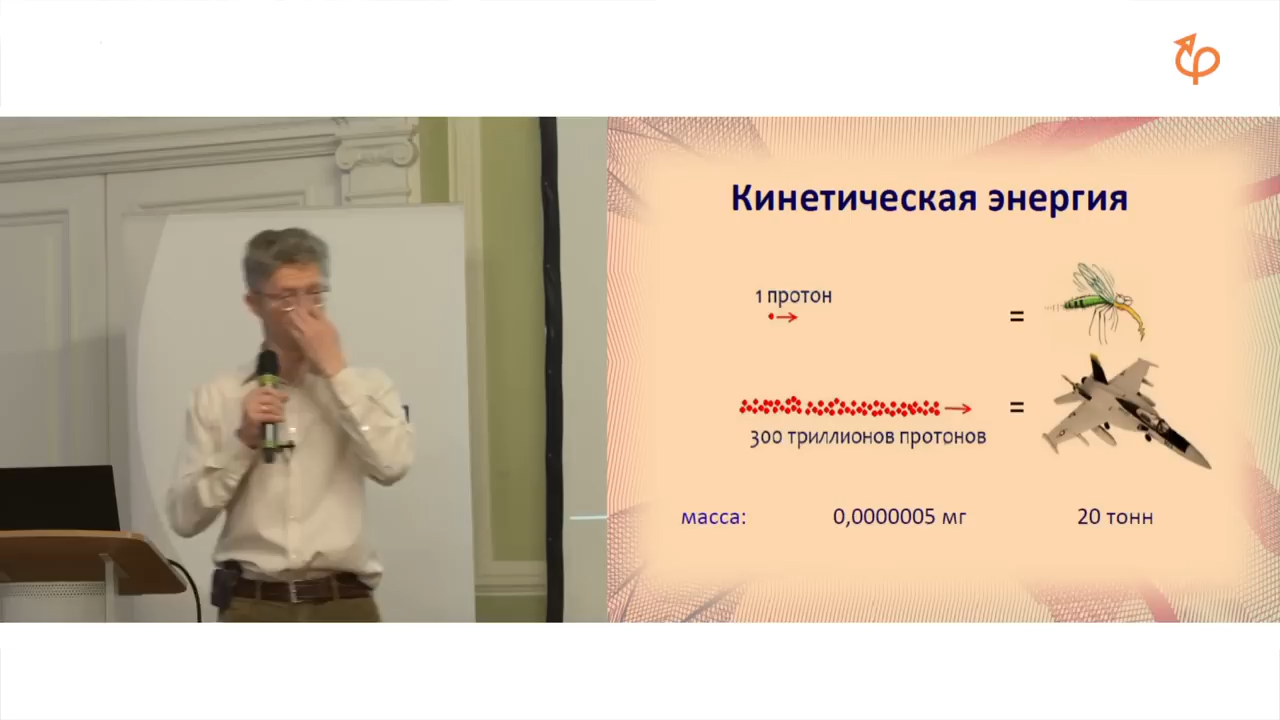 Кинетическая энергия
1 протон
=
=
300 триллионов протонов
масса: 0,0000005 мг 20 тонн